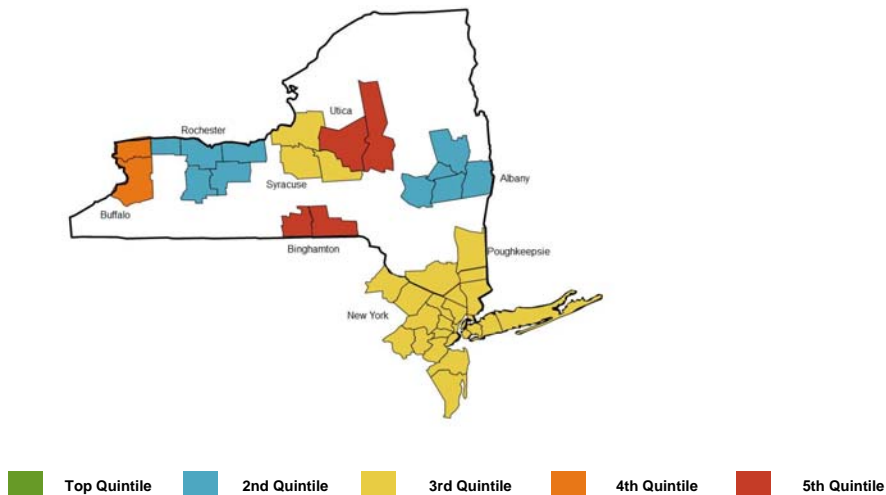 Utica
Rochester
Albany
Syracuse
Buffalo
Binghamton
Poughkeepsie
New York
Top Quintile 2nd Quintile 3rd Quintile 4th Quintile 5th Quintile